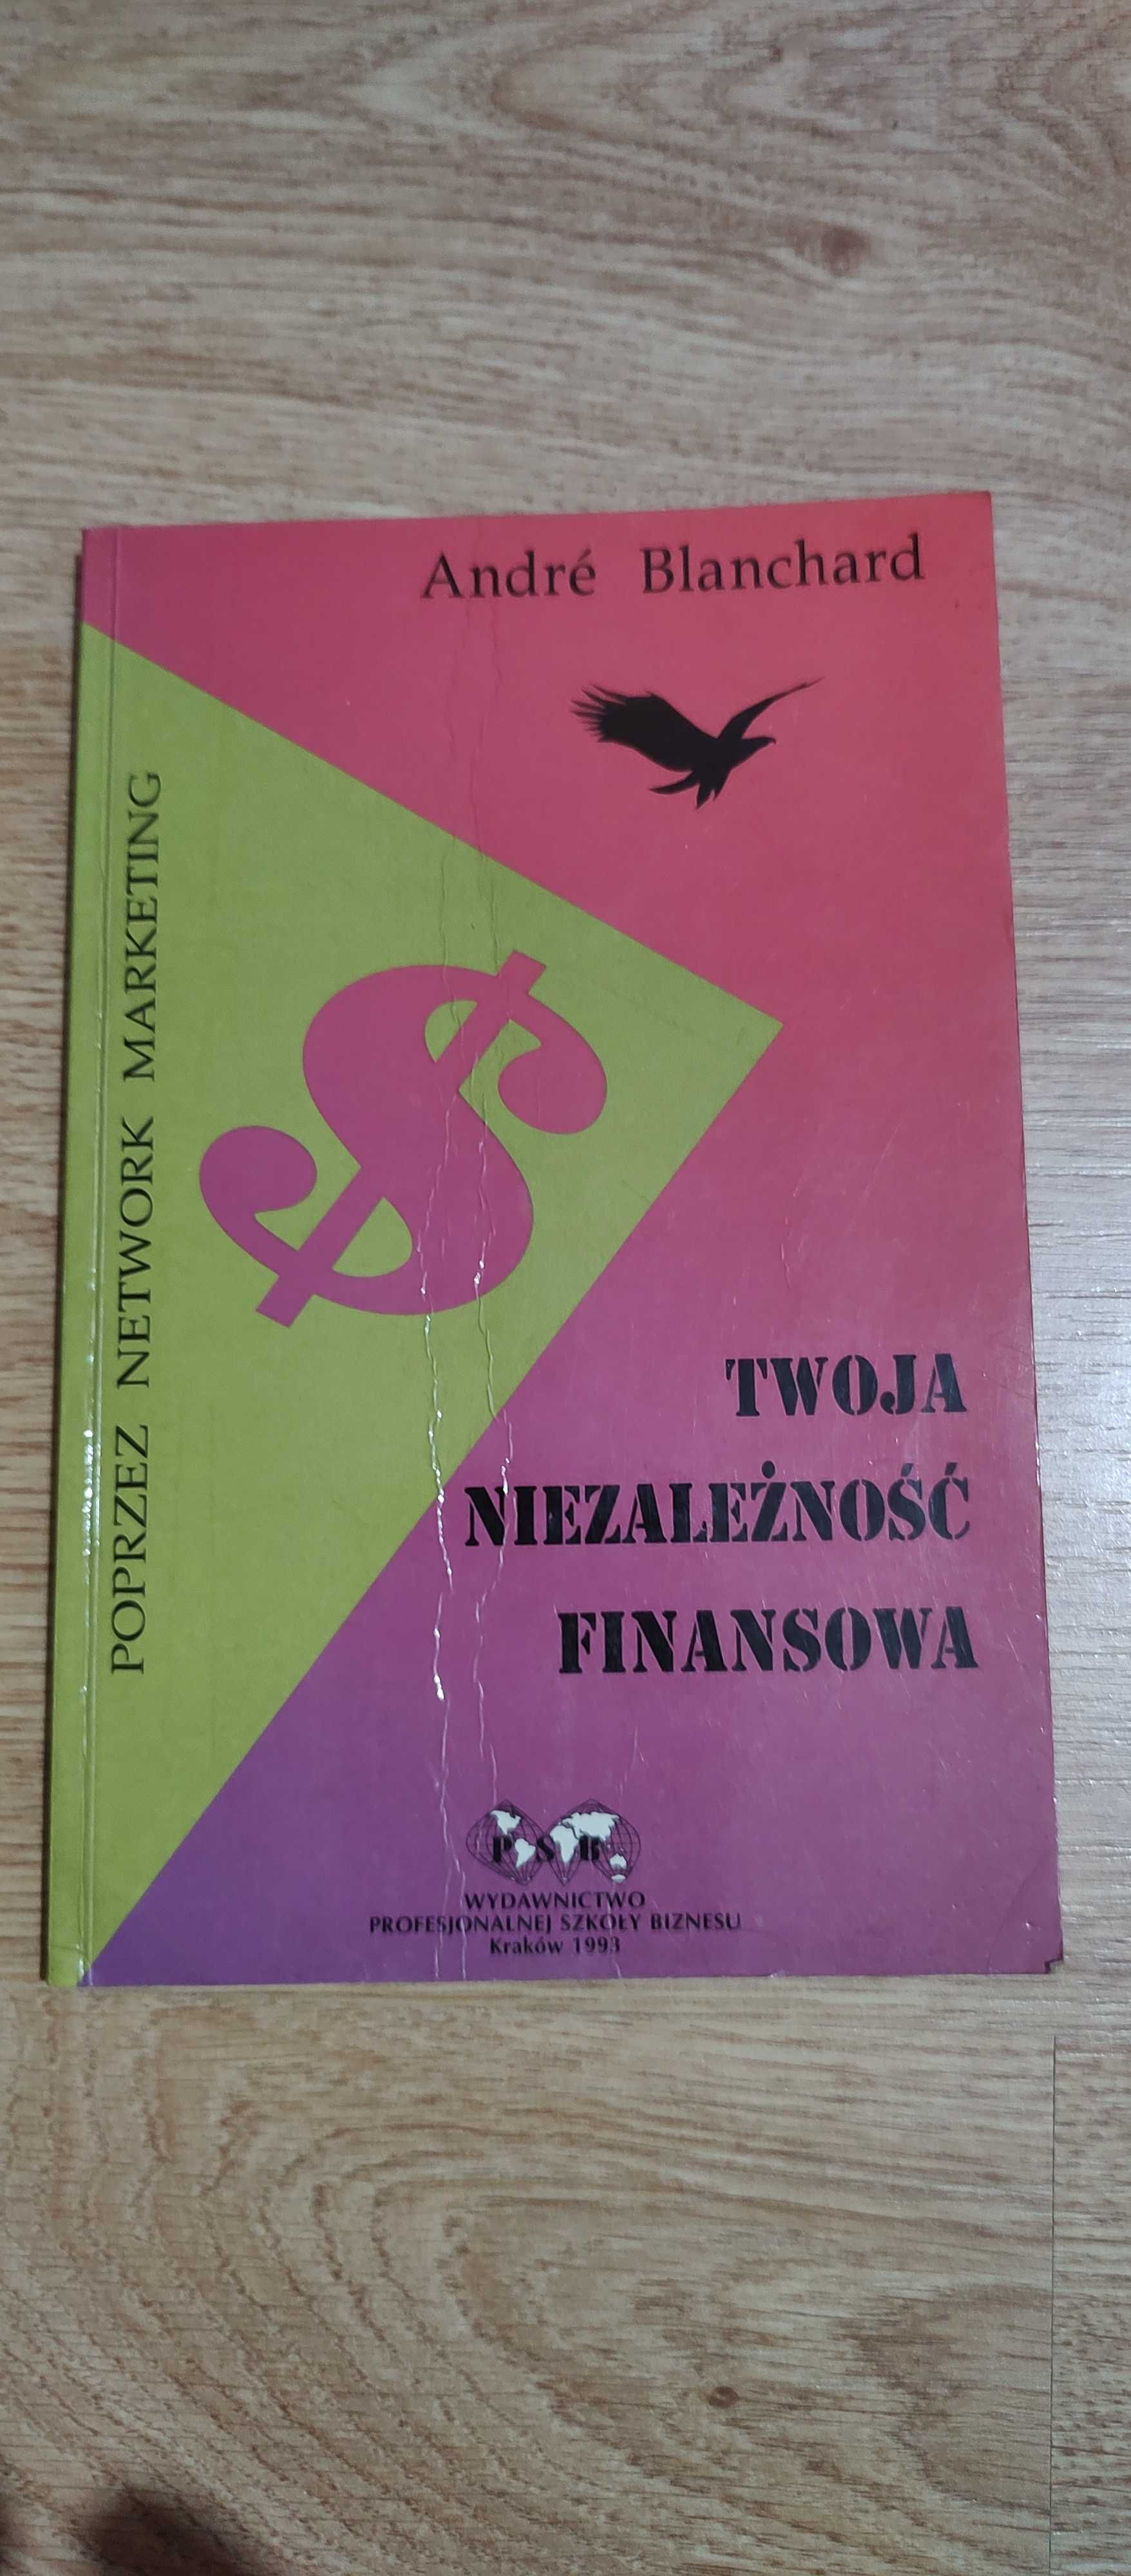 André Blanchard
POPRZEZ NETWORK MARKETING
TWOJA
NIEZALEŻNOŚĆ
FINANSOWA
P S B
WYDAWNICTWO
PROFESJONALNEJ SZKOŁY BIZNESU
Kraków 1993